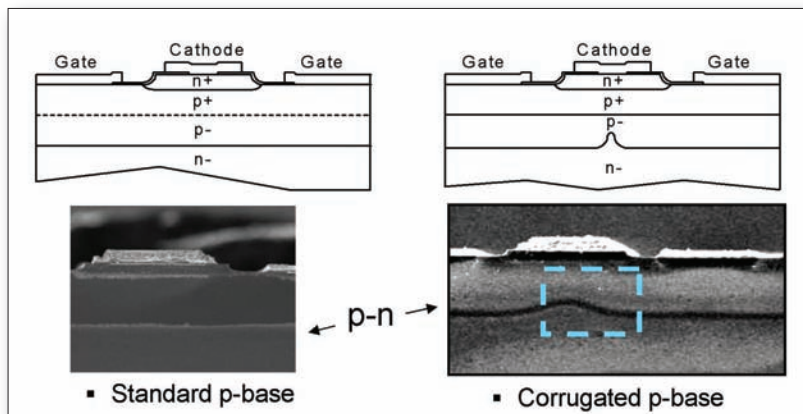 Cathode
Gate
Gate
n+
p+
p-
n-
Cathode
Gate
Gate
n+
p+
p-
n-
p-n
▪ Standard p-base
▪ Corrugated p-base